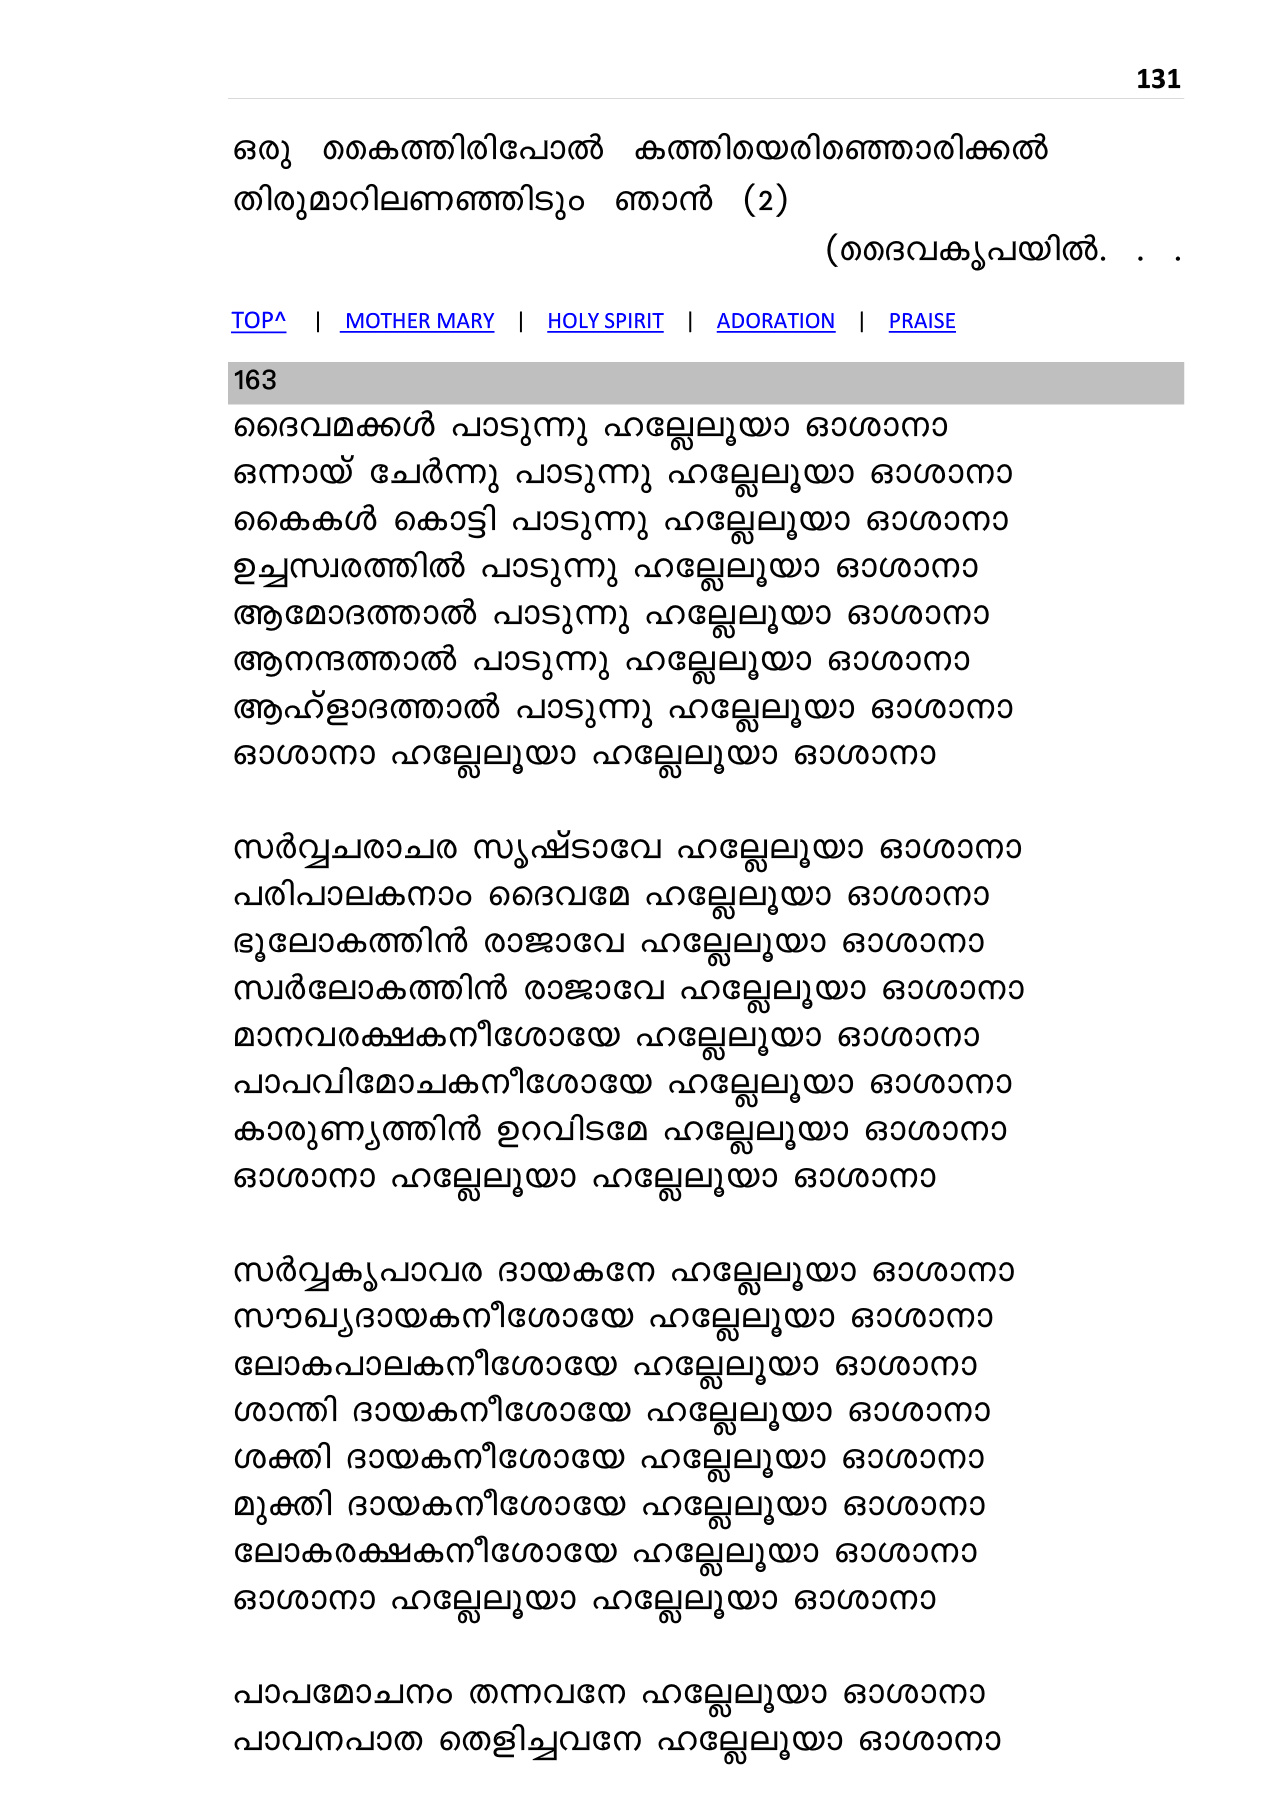 131
ഒരു കൈത്തിരിപോൽ കത്തിയെരിഞ്ഞൊരിക്കൽ
തിരുമാറിലണഞ്ഞിടും ഞാൻ (2)
(ദൈവകൃപയിൽ. . .
TOP^ | MOTHER MARY | HOLY SPIRIT | ADORATION | PRAISE
163
ദൈവമക്കൾ പാടുന്നു ഹല്ലേലൂയാ ഓശാനാ
ഒന്നായ് ചേർന്നു പാടുന്നു ഹല്ലേലൂയാ ഓശാനാ
കൈകൾ കൊട്ടി പാടുന്നു ഹല്ലേലൂയാ ഓശാനാ
ഉച്ചസ്വരത്തിൽ പാടുന്നു ഹല്ലേലൂയാ ഓശാനാ
ആമോദത്താൽ പാടുന്നു ഹല്ലേലൂയാ ഓശാനാ
ആനന്ദത്താൽ പാടുന്നു ഹല്ലേലൂയാ ഓശാനാ
ആഹ്ളാദത്താൽ പാടുന്നു ഹല്ലേലൂയാ ഓശാനാ
ഓശാനാ ഹല്ലേലൂയാ ഹല്ലേലൂയാ ഓശാനാ
സർവ്വചരാചര സൃഷ്ടാവേ ഹല്ലേലൂയാ ഓശാനാ
പരിപാലകനാം ദൈവമേ ഹല്ലേലൂയാ ഓശാനാ
ഭൂലോകത്തിൻ രാജാവേ ഹല്ലേലൂയാ ഓശാനാ
സ്വർലോകത്തിൻ രാജാവേ ഹല്ലേലൂയാ ഓശാനാ
മാനവരക്ഷകനീശോയേ ഹല്ലേലൂയാ ഓശാനാ
പാപവിമോചകനീശോയേ ഹല്ലേലൂയാ ഓശാനാ
കാരുണ്യത്തിൻ ഉറവിടമേ ഹല്ലേലൂയാ ഓശാനാ
ഓശാനാ ഹല്ലേലൂയാ ഹല്ലേലൂയാ ഓശാനാ
സർവ്വകൃപാവര ദായകനേ ഹല്ലേലൂയാ ഓശാനാ
സൗഖ്യദായകനീശോയേ ഹല്ലേലൂയാ ഓശാനാ
ലോകപാലകനീശോയേ ഹല്ലേലൂയാ ഓശാനാ
ശാന്തി ദായകനീശോയേ ഹല്ലേലൂയാ ഓശാനാ
ശക്തി ദായകനീശോയേ ഹല്ലേലൂയാ ഓശാനാ
മുക്തി ദായകനീശോയേ ഹല്ലേലൂയാ ഓശാനാ
ലോകരക്ഷകനീശോയേ ഹല്ലേലൂയാ ഓശാനാ
ഓശാനാ ഹല്ലേലൂയാ ഹല്ലേലൂയാ ഓശാനാ
പാപമോചനം തന്നവനേ ഹല്ലേലൂയാ ഓശാനാ
പാവനപാത തെളിച്ചവനേ ഹല്ലേലൂയാ ഓശാനാ